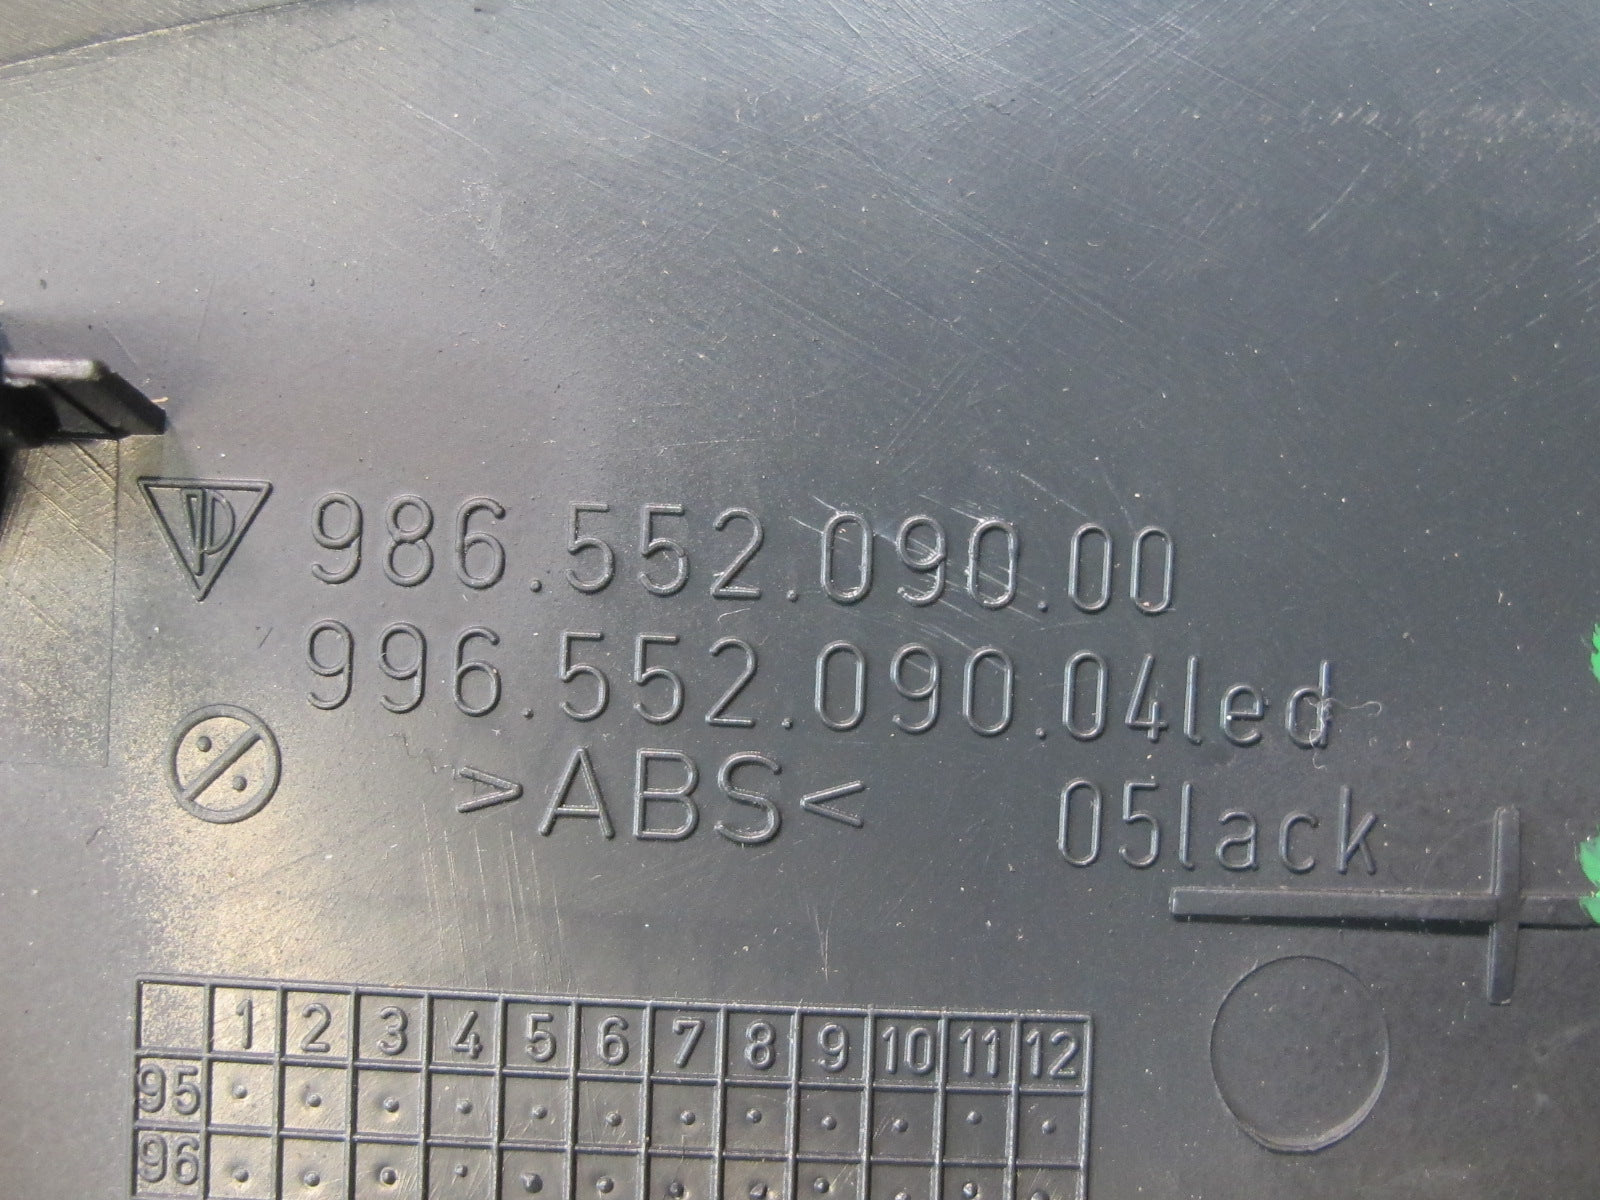 986.552.090.00
996.552.090.04led
>ABS< 05lack
1 2 3 4 5 6 7 8 9 10 11 12
95
96